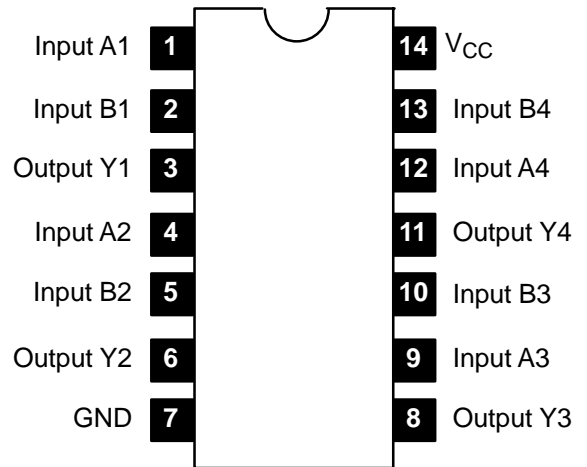 Input A1 1 14 VCC
Input B1 2 13 Input B4
Output Y1 3 12 Input A4
Input A2 4 11 Output Y4
Input B2 5 10 Input B3
Output Y2 6 9 Input A3
GND 7 8 Output Y3